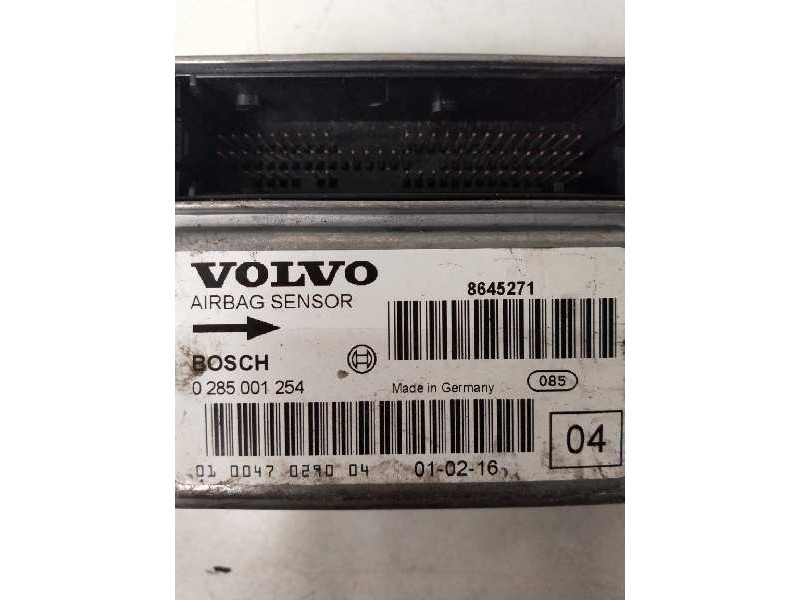 VOLVO
AIRBAG SENSOR
8645271
BOSCH
0 285 001 254
Made in Germany
085
04
01 0047 0290 04
01-02-16